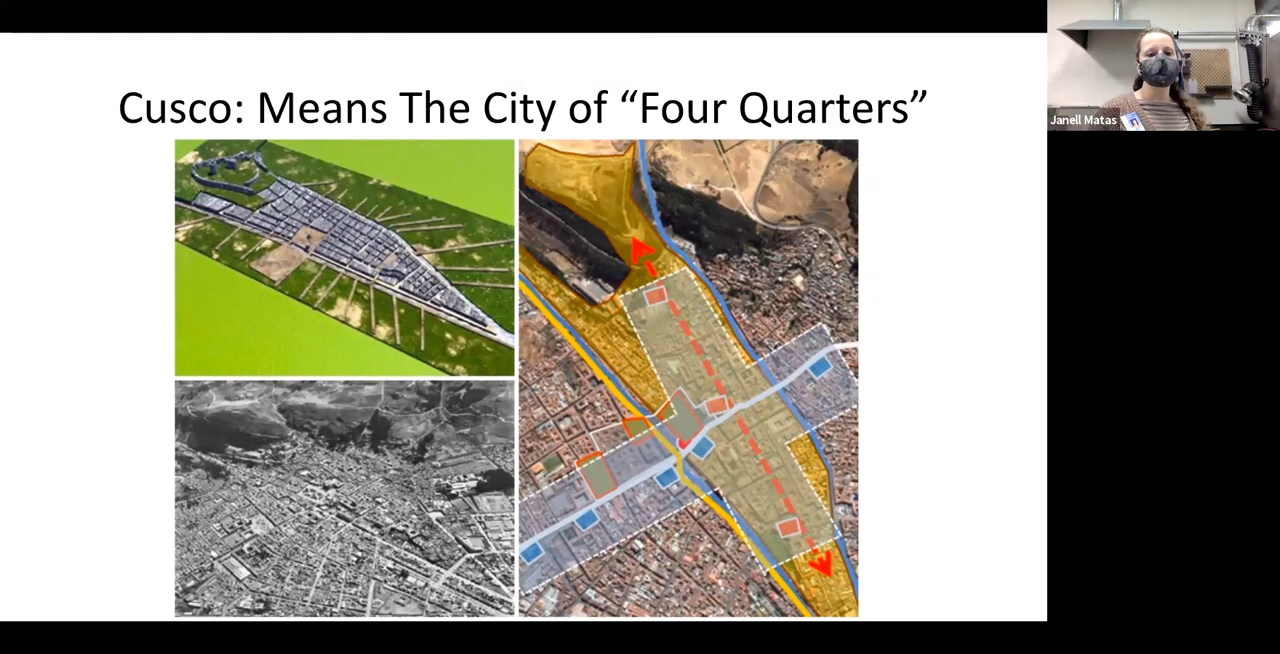 Cusco: Means The City of “Four Quarters”
Janell Matas